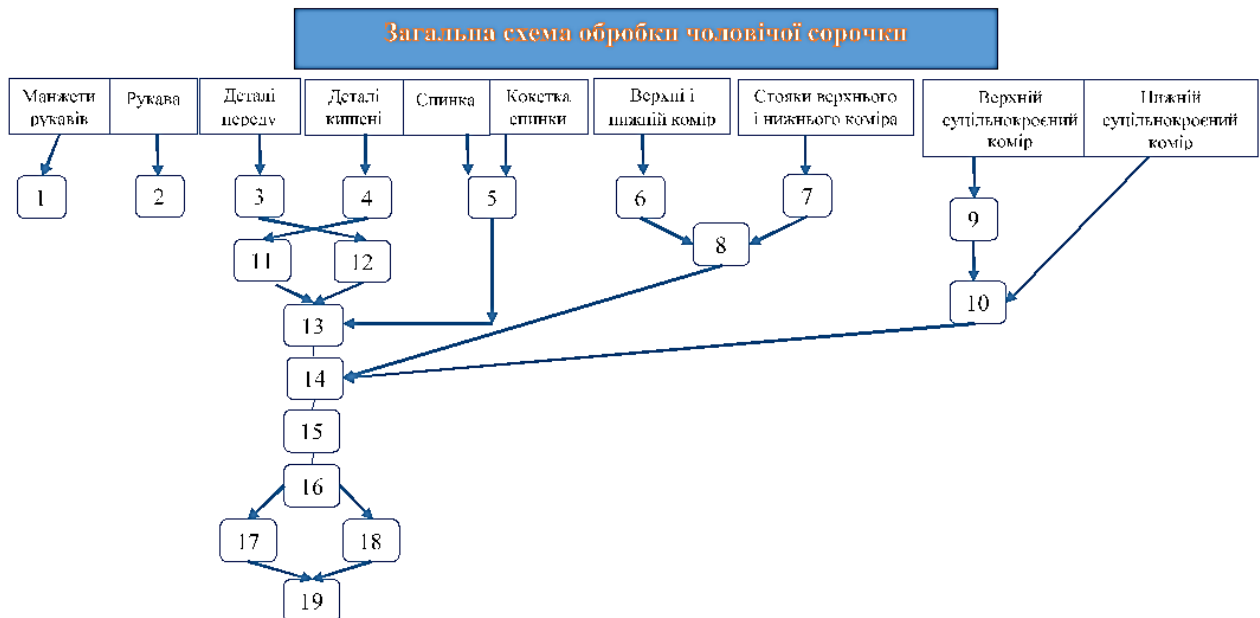 Загальна схема обробки чоловічої сорочки
Манжети
рукавів
Рукава
Деталі
переду
Деталі
кишені
Спинка
Кокетка
спинки
Верхні і
нижній комір
Стояки верхнього
і нижнього коміра
Верхній
суцільнокроєний
комір
Нижній
суцільнокроєний
комір
1
2
3
4
5
6
7
8
9
10
11
12
13
14
15
16
17
18
19